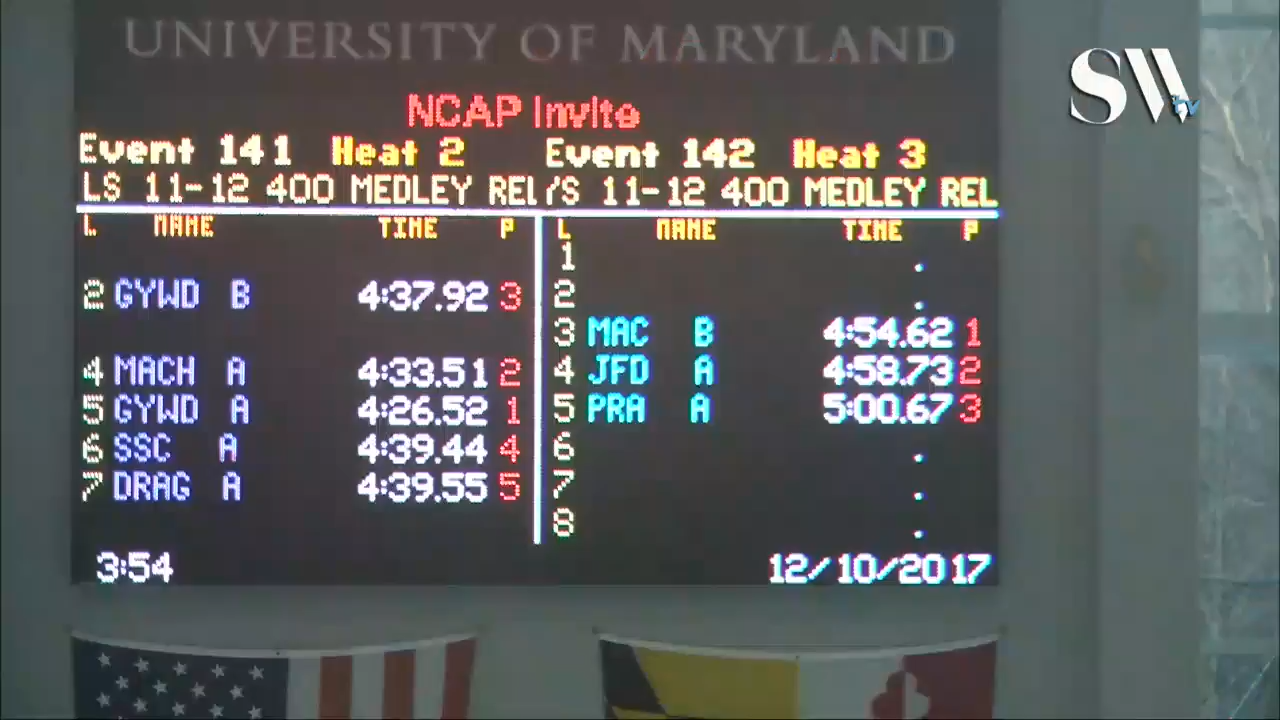 UNIVERSITY OF MARYLAND
SW tv
NCAP Invite
Event 141 Heat 2 Event 142 Heat 3
LS 11-12 400 MEDLEY REL/S 11-12 400 MEDLEY REL
L NAME TIME P L NAME TIME P
1 .
2 GYWD B 4:37.92 3 2 .
3 MAC B 4:54.62 1
4 MACH A 4:33.51 2 4 JFD A 4:58.73 2
5 GYWD A 4:26.52 1 5 PRA A 5:00.67 3
6 SSC A 4:39.44 4 6 .
7 DRAG A 4:39.55 5 7 .
8 .
3:54 12/10/2017